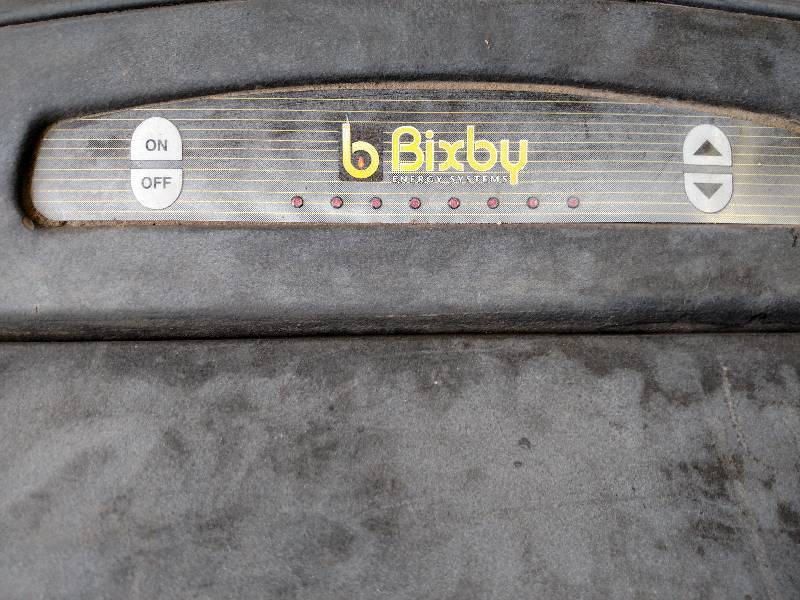 ON
OFF
b Bixby
ENERGY SYSTEMS